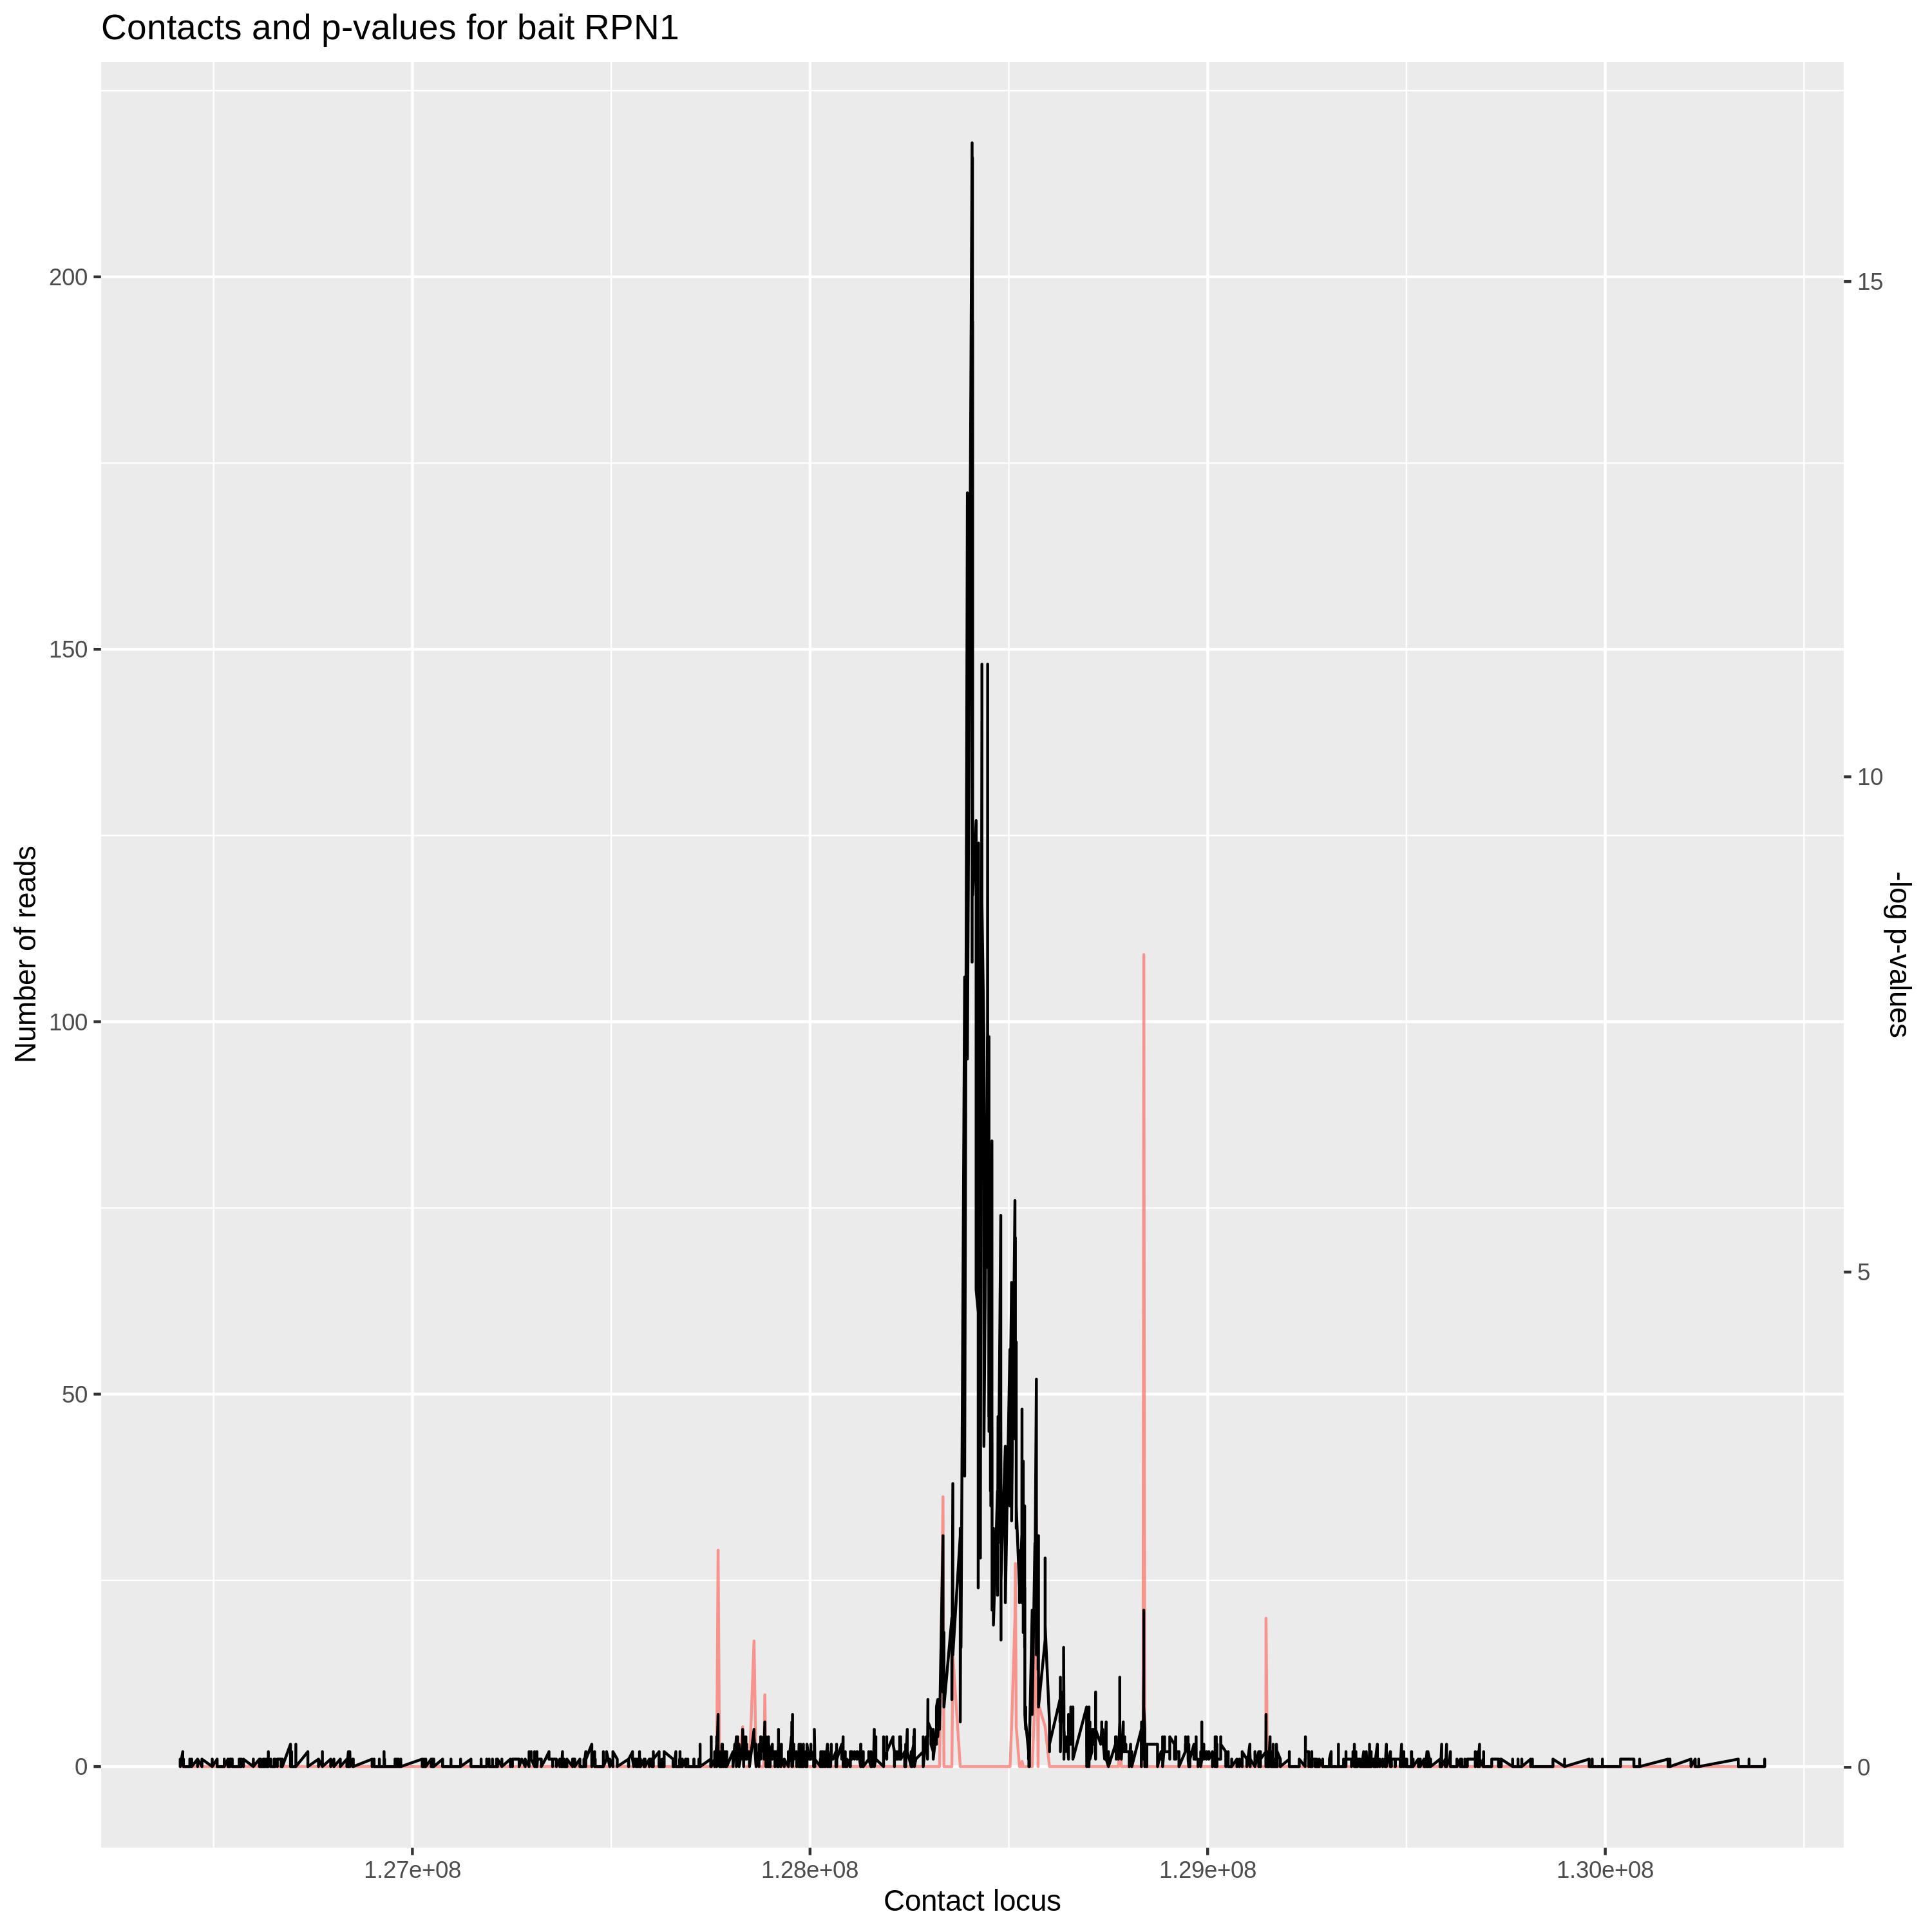 Contacts and p-values for bait RPN1
200
150
100
50
0
Number of reads
15
10
5
0
-log p-values
1.27e+08
1.28e+08
1.29e+08
1.30e+08
Contact locus